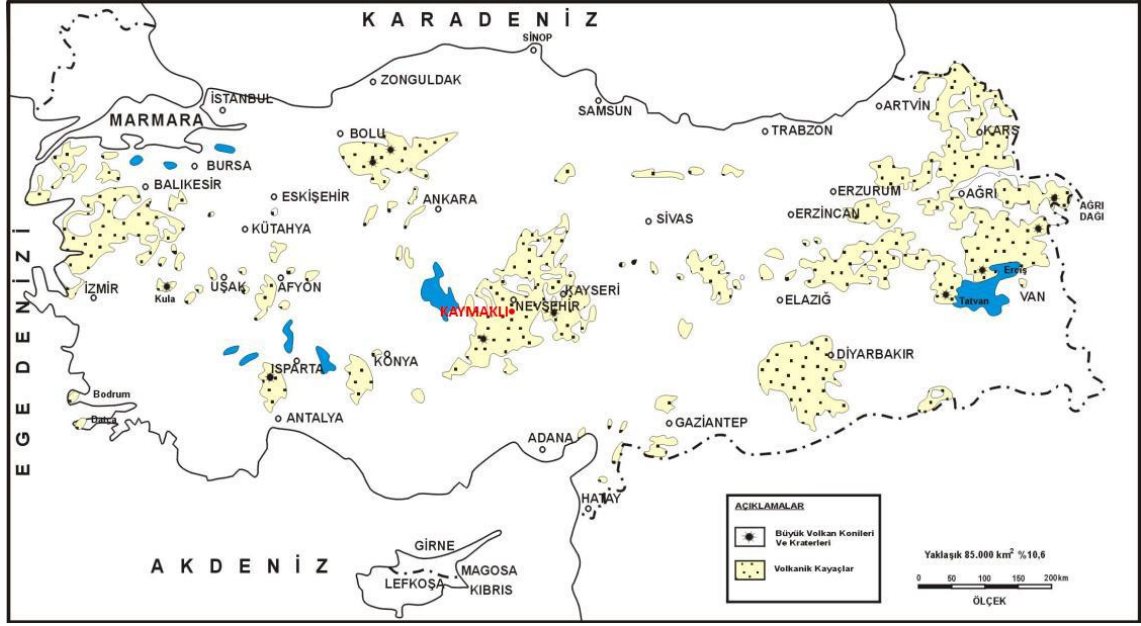 KARADENİZ
SİNOP
ZONGULDAK
İSTANBUL
SAMSUN
ARTVİN
MARMARA
BOLU
TRABZON
KARS
BURSA
BALIKESİR
ESKİŞEHİR
ANKARA
ERZURUM
AĞRI
AĞRI
DAĞI
SİVAS
ERZİNCAN
KÜTAHYA
EGE DENİZİ
İZMİR
Kula
UŞAK
AFYON
KAYSERİ
NEVŞEHİR
KAYMAKLI
ELAZIĞ
Erciş
Tatvan
VAN
ISPARTA
KONYA
DİYARBAKIR
Bodrum
Datça
ANTALYA
GAZİANTEP
ADANA
HATAY
AKDENİZ
GİRNE
LEFKOŞA
MAGOSA
KIBRIS
AÇIKLAMALAR
Büyük Volkan Konileri
Ve Kraterleri
Volkanik Kayaçlar
Yaklaşık 85.000 km² %10,6
0 50 100 150 200km
ÖLÇEK